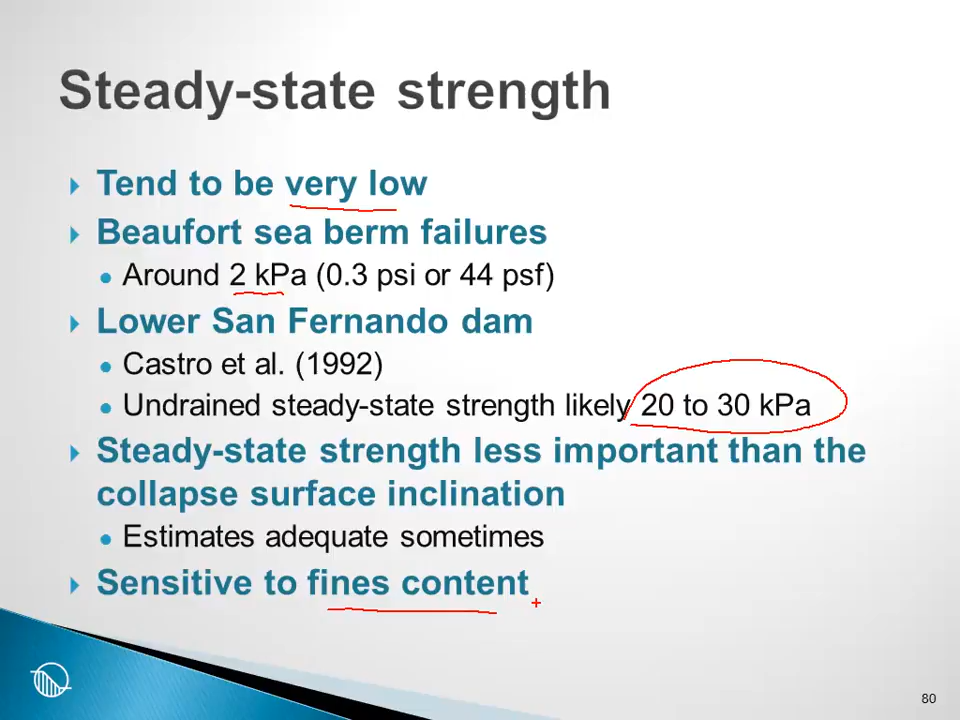 Steady-state strength
Tend to be very low
Beaufort sea berm failures
Around 2 kPa (0.3 psi or 44 psf)
Lower San Fernando dam
Castro et al. (1992)
Undrained steady-state strength likely 20 to 30 kPa
Steady-state strength less important than the
collapse surface inclination
Estimates adequate sometimes
Sensitive to fines content
80